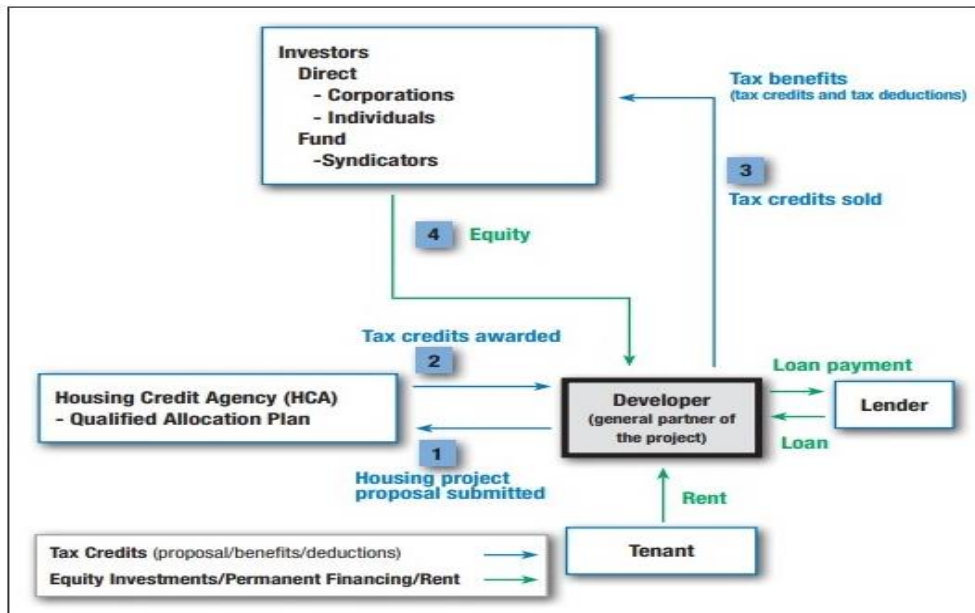 Investors
Direct
- Corporations
- Individuals
Fund
-Syndicators
Tax benefits
(tax credits and tax deductions)
3
Tax credits sold
4 Equity
Tax credits awarded
2
Housing Credit Agency (HCA)
- Qualified Allocation Plan
1
Housing project
proposal submitted
Developer
(general partner of
the project)
Loan payment
Lender
Loan
Rent
Tenant
Tax Credits (proposal/benefits/deductions)
Equity Investments/Permanent Financing/Rent